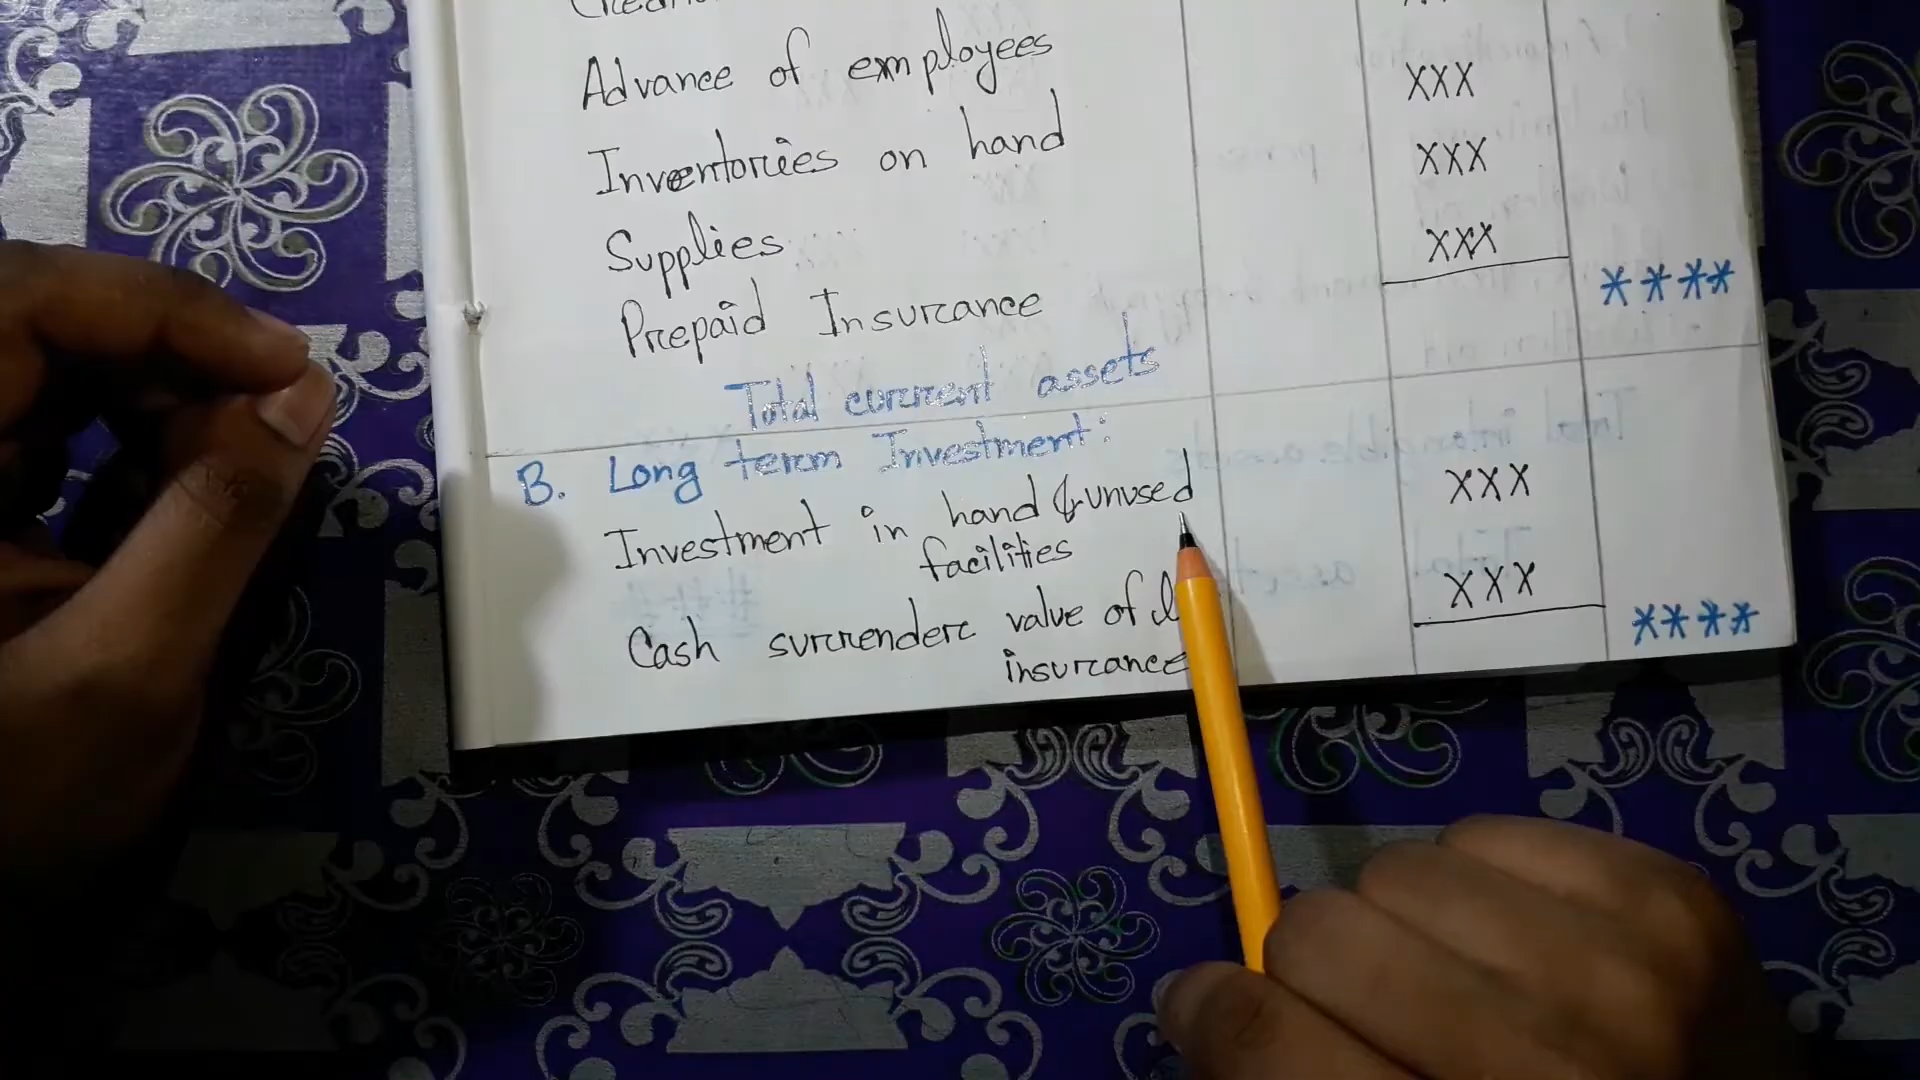 Advance of employees XXX
Inventories on hand XXX
Supplies XXX
Prepaid Insurance ****
Total current assets
B. Long term Investment:
Investment in hand & unused XXX
facilities
Cash surrender value of XXX
insurance ****